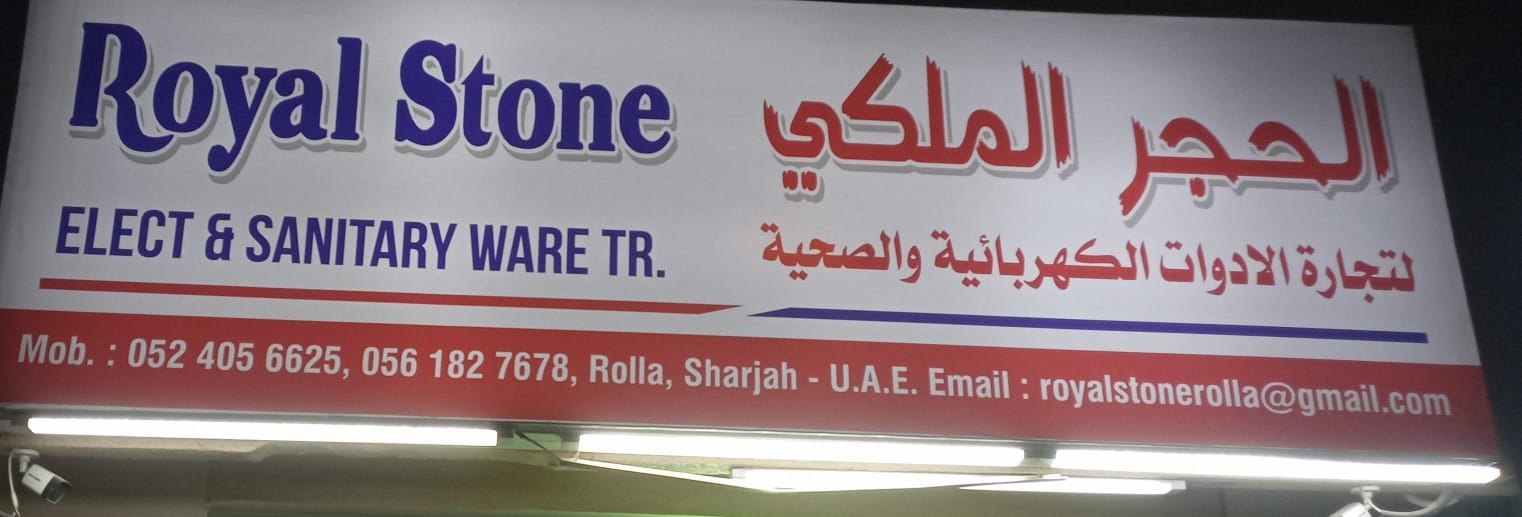 Royal Stone
الحجر الملكي
ELECT & SANITARY WARE TR.
لتجارة الادوات الكهربائية والصحية
Mob. : 052 405 6625, 056 182 7678, Rolla, Sharjah - U.A.E. Email : royalstonerolla@gmail.com